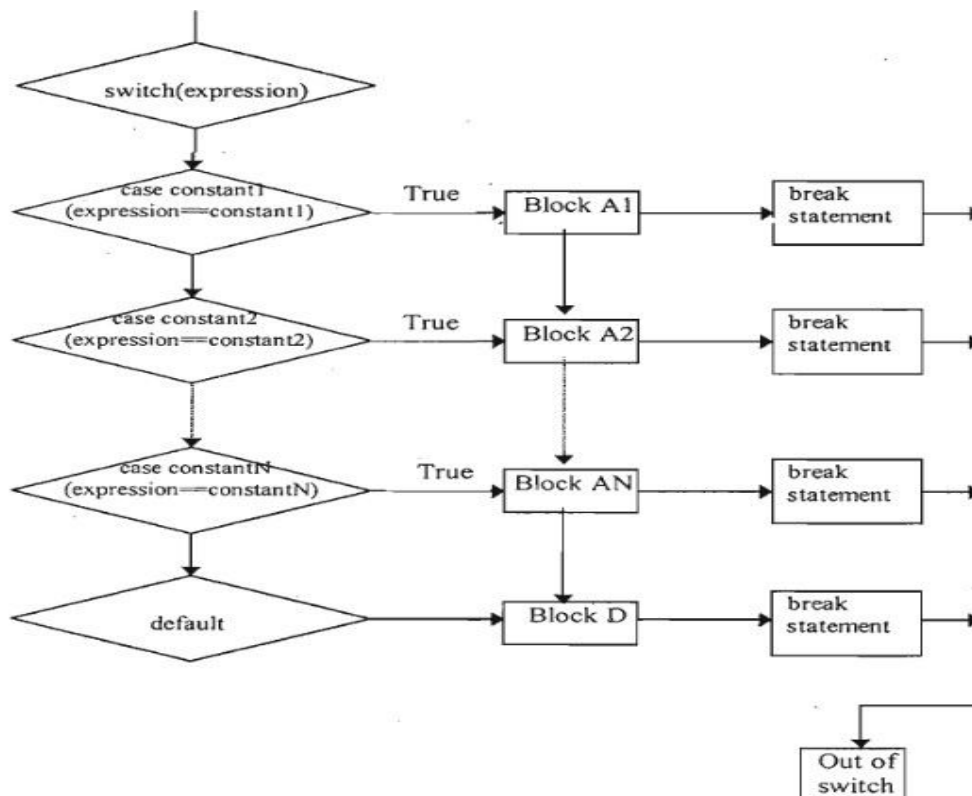 switch(expression)
case constant1
(expression==constant1)
True
Block A1
break
statement
case constant2
(expression==constant2)
True
Block A2
break
statement
case constantN
(expression==constantN)
True
Block AN
break
statement
default
Block D
break
statement
Out of
switch